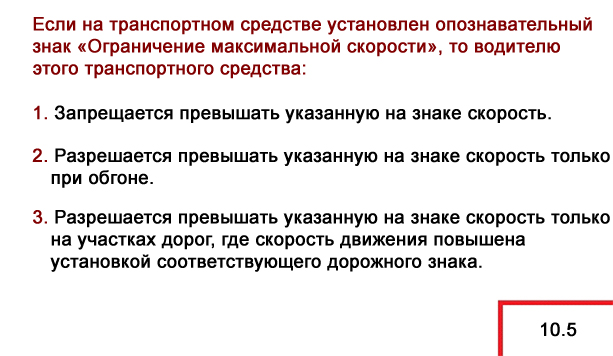 Если на транспортном средстве установлен опознавательный
знак «Ограничение максимальной скорости», то водителю
этого транспортного средства:
1. Запрещается превышать указанную на знаке скорость.
2. Разрешается превышать указанную на знаке скорость только
при обгоне.
3. Разрешается превышать указанную на знаке скорость только
на участках дорог, где скорость движения повышена
установкой соответствующего дорожного знака.
10.5